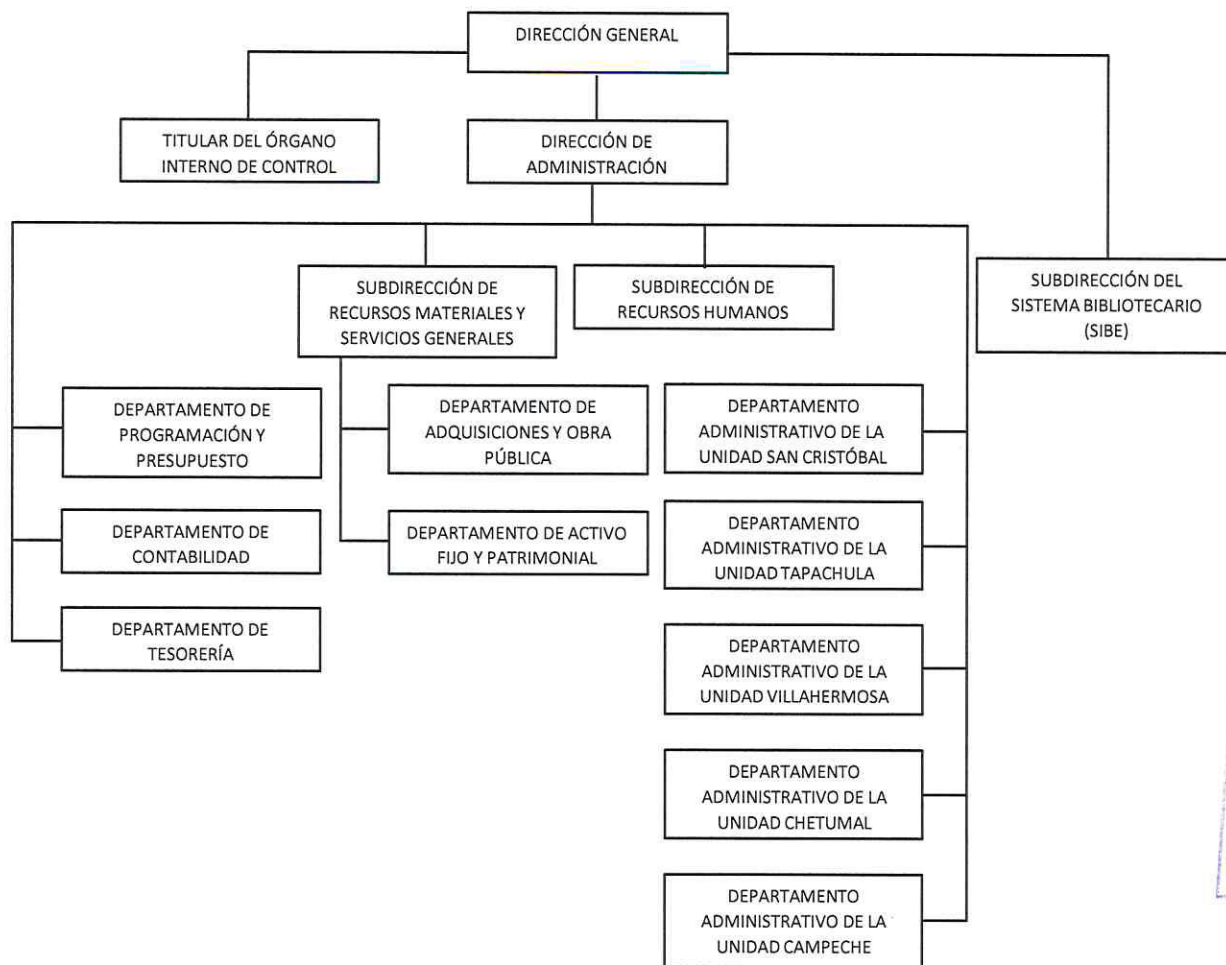 DIRECCIÓN GENERAL
TITULAR DEL ÓRGANO
INTERNO DE CONTROL
DIRECCIÓN DE
ADMINISTRACIÓN
SUBDIRECCIÓN DE
RECURSOS MATERIALES Y
SERVICIOS GENERALES
SUBDIRECCIÓN DE
RECURSOS HUMANOS
SUBDIRECCIÓN DEL
SISTEMA BIBLIOTECARIO
(SIBE)
DEPARTAMENTO DE
PROGRAMACIÓN Y
PRESUPUESTO
DEPARTAMENTO DE
CONTABILIDAD
DEPARTAMENTO DE
TESORERÍA
DEPARTAMENTO DE
ADQUISICIONES Y OBRA
PÚBLICA
DEPARTAMENTO DE ACTIVO
FIJO Y PATRIMONIAL
DEPARTAMENTO
ADMINISTRATIVO DE LA
UNIDAD SAN CRISTÓBAL
DEPARTAMENTO
ADMINISTRATIVO DE LA
UNIDAD TAPACHULA
DEPARTAMENTO
ADMINISTRATIVO DE LA
UNIDAD VILLAHERMOSA
DEPARTAMENTO
ADMINISTRATIVO DE LA
UNIDAD CHETUMAL
DEPARTAMENTO
ADMINISTRATIVO DE LA
UNIDAD CAMPECHE